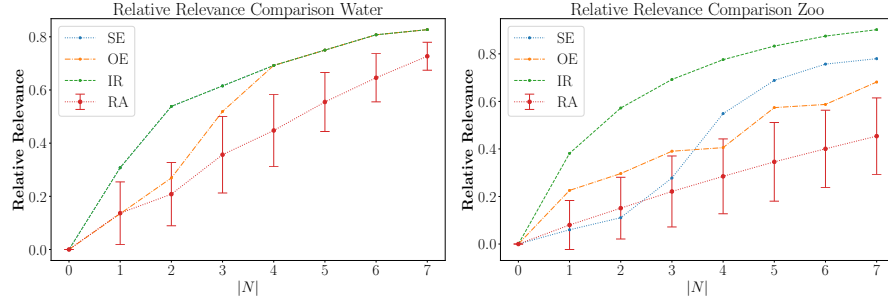 Relative Relevance Comparison Water
Relative Relevance
0.8
0.6
0.4
0.2
0.0
SE
OE
IR
RA
0 1 2 3 4 5 6 7
|N|
Relative Relevance Comparison Zoo
Relative Relevance
0.8
0.6
0.4
0.2
0.0
SE
OE
IR
RA
0 1 2 3 4 5 6 7
|N|